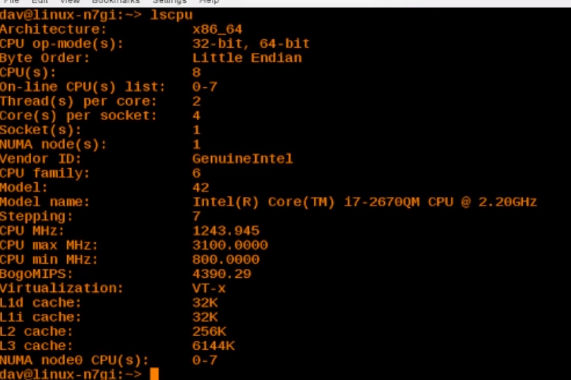 File Edit View Bookmarks Settings Help
dav@linux-n7gi:~> lscpu
Architecture: x86_64
CPU op-mode(s): 32-bit, 64-bit
Byte Order: Little Endian
CPU(s): 8
On-line CPU(s) list: 0-7
Thread(s) per core: 2
Core(s) per socket: 4
Socket(s): 1
NUMA node(s): 1
Vendor ID: GenuineIntel
CPU family: 6
Model: 42
Model name: Intel(R) Core(TM) i7-2670QM CPU @ 2.20GHz
Stepping: 7
CPU MHz: 1243.945
CPU max MHz: 3100.0000
CPU min MHz: 800.0000
BogoMIPS: 4390.29
Virtualization: VT-x
L1d cache: 32K
L1i cache: 32K
L2 cache: 256K
L3 cache: 6144K
NUMA node0 CPU(s): 0-7
dav@linux-n7gi:~>